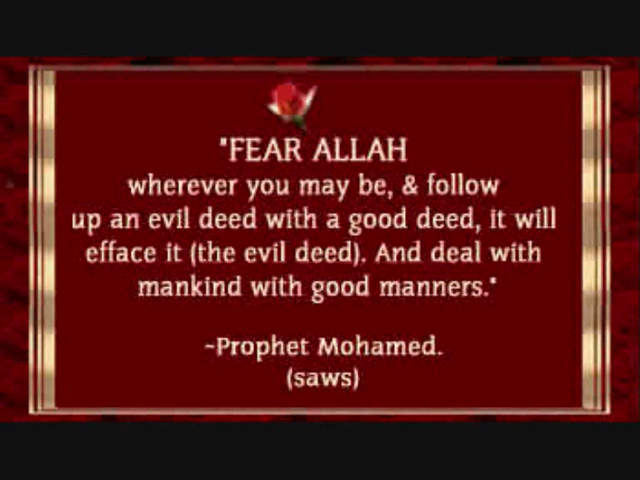 "FEAR ALLAH
wherever you may be, & follow
up an evil deed with a good deed, it will
efface it (the evil deed). And deal with
mankind with good manners."
~Prophet Mohamed.
(saws)